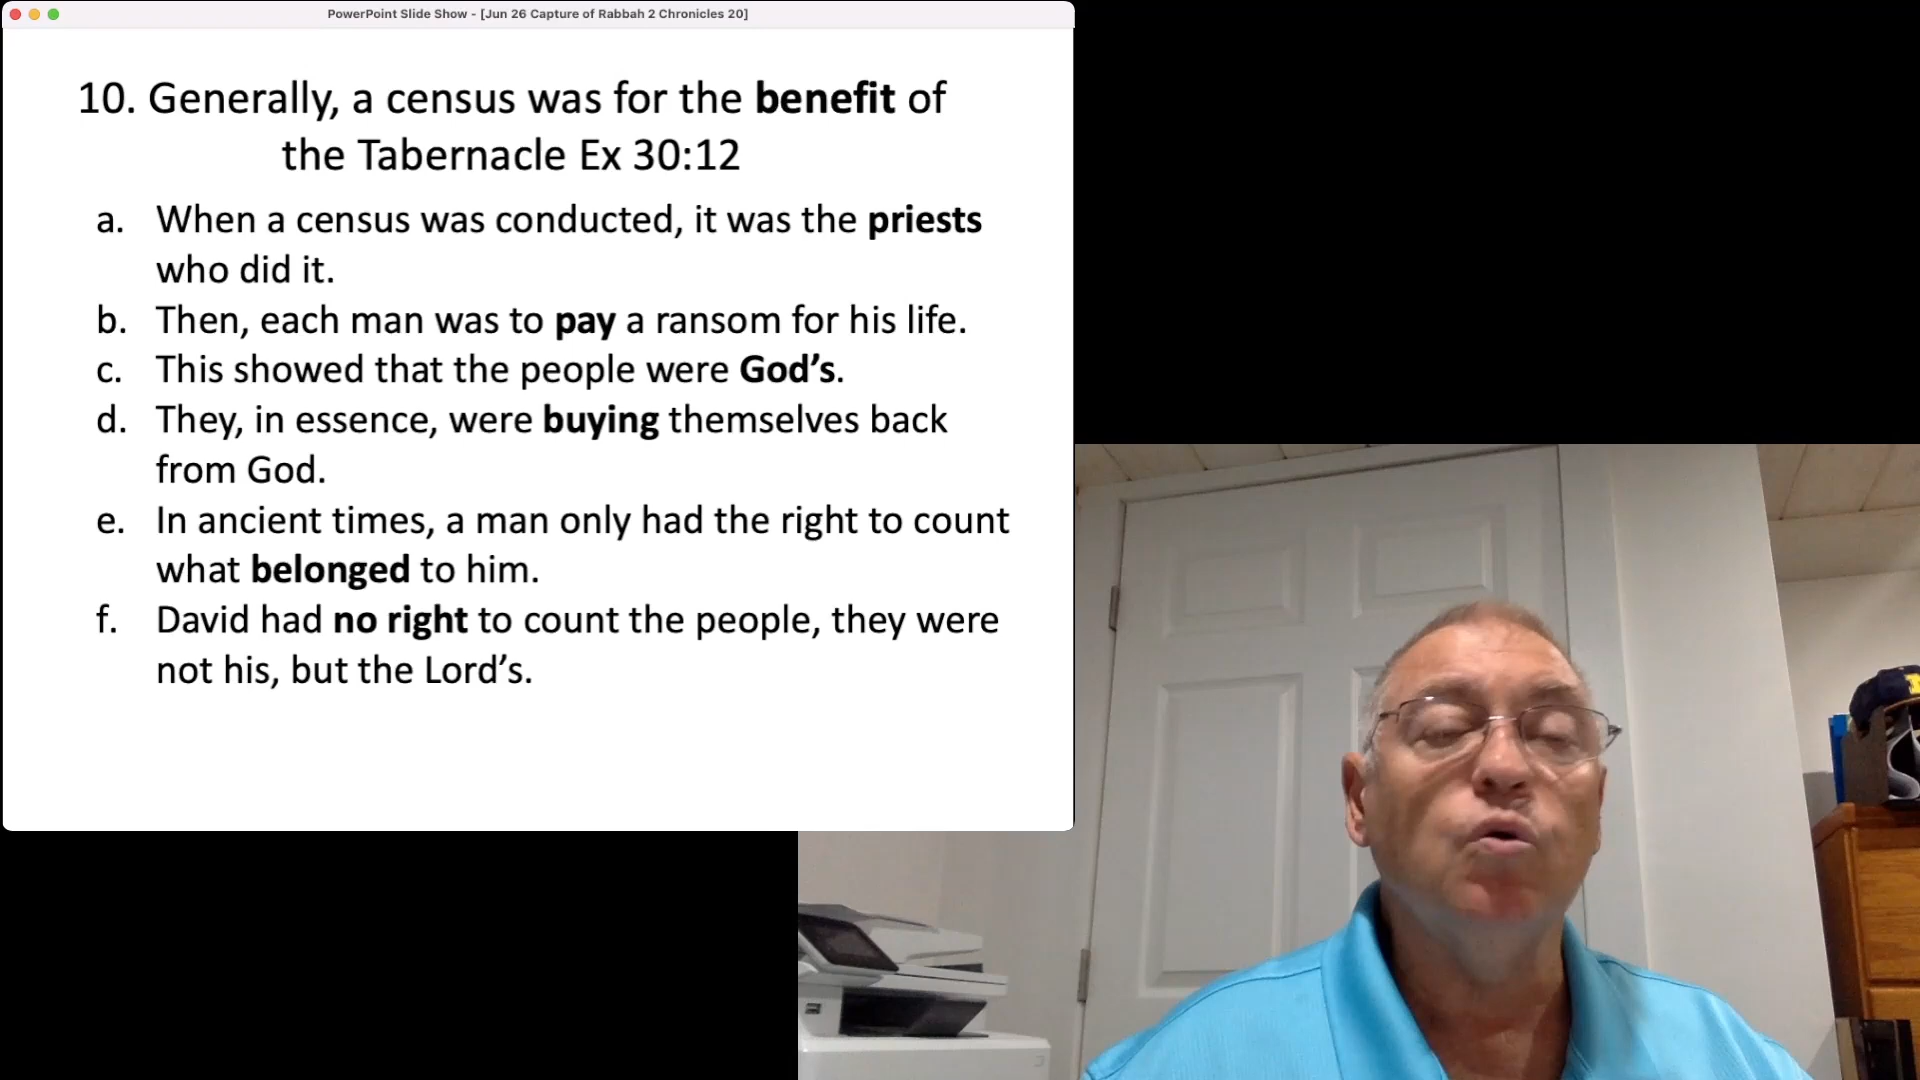 PowerPoint Slide Show - [Jun 26 Capture of Rabbah 2 Chronicles 20]
10. Generally, a census was for the benefit of
the Tabernacle Ex 30:12
a. When a census was conducted, it was the priests
who did it.
b. Then, each man was to pay a ransom for his life.
c. This showed that the people were God’s.
d. They, in essence, were buying themselves back
from God.
e. In ancient times, a man only had the right to count
what belonged to him.
f. David had no right to count the people, they were
not his, but the Lord’s.